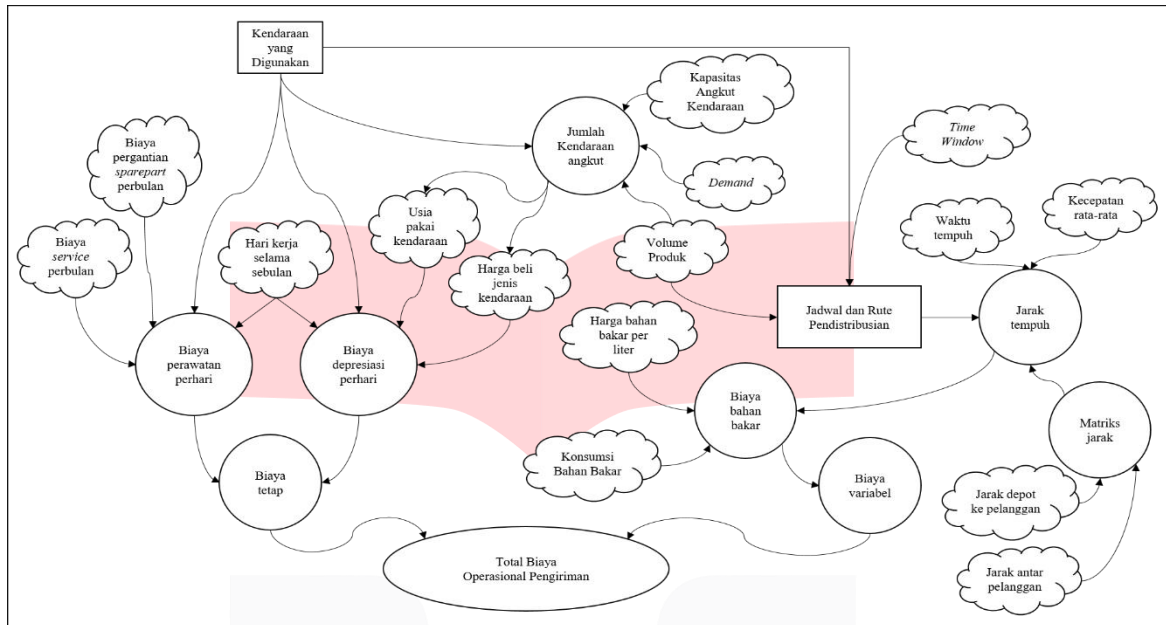 Kendaraan
yang
Digunakan
Kapasitas
Angkut
Kendaraan
Jumlah
Kendaraan
angkut
Time
Window
Biaya
pergantian
sparepart
perbulan
Demand
Kecepatan
rata-rata
Usia
pakai
kendaraan
Waktu
tempuh
Biaya
service
perbulan
Hari kerja
selama
sebulan
Volume
Produk
Harga beli
jenis
kendaraan
Jadwal dan Rute
Pendistribusian
Jarak
tempuh
Harga bahan
bakar per
liter
Biaya
perawatan
perhari
Biaya
depresiasi
perhari
Biaya
bahan
bakar
Matriks
jarak
Konsumsi
Bahan Bakar
Biaya
tetap
Biaya
variabel
Jarak depot
ke pelanggan
Total Biaya
Operasional Pengiriman
Jarak antar
pelanggan